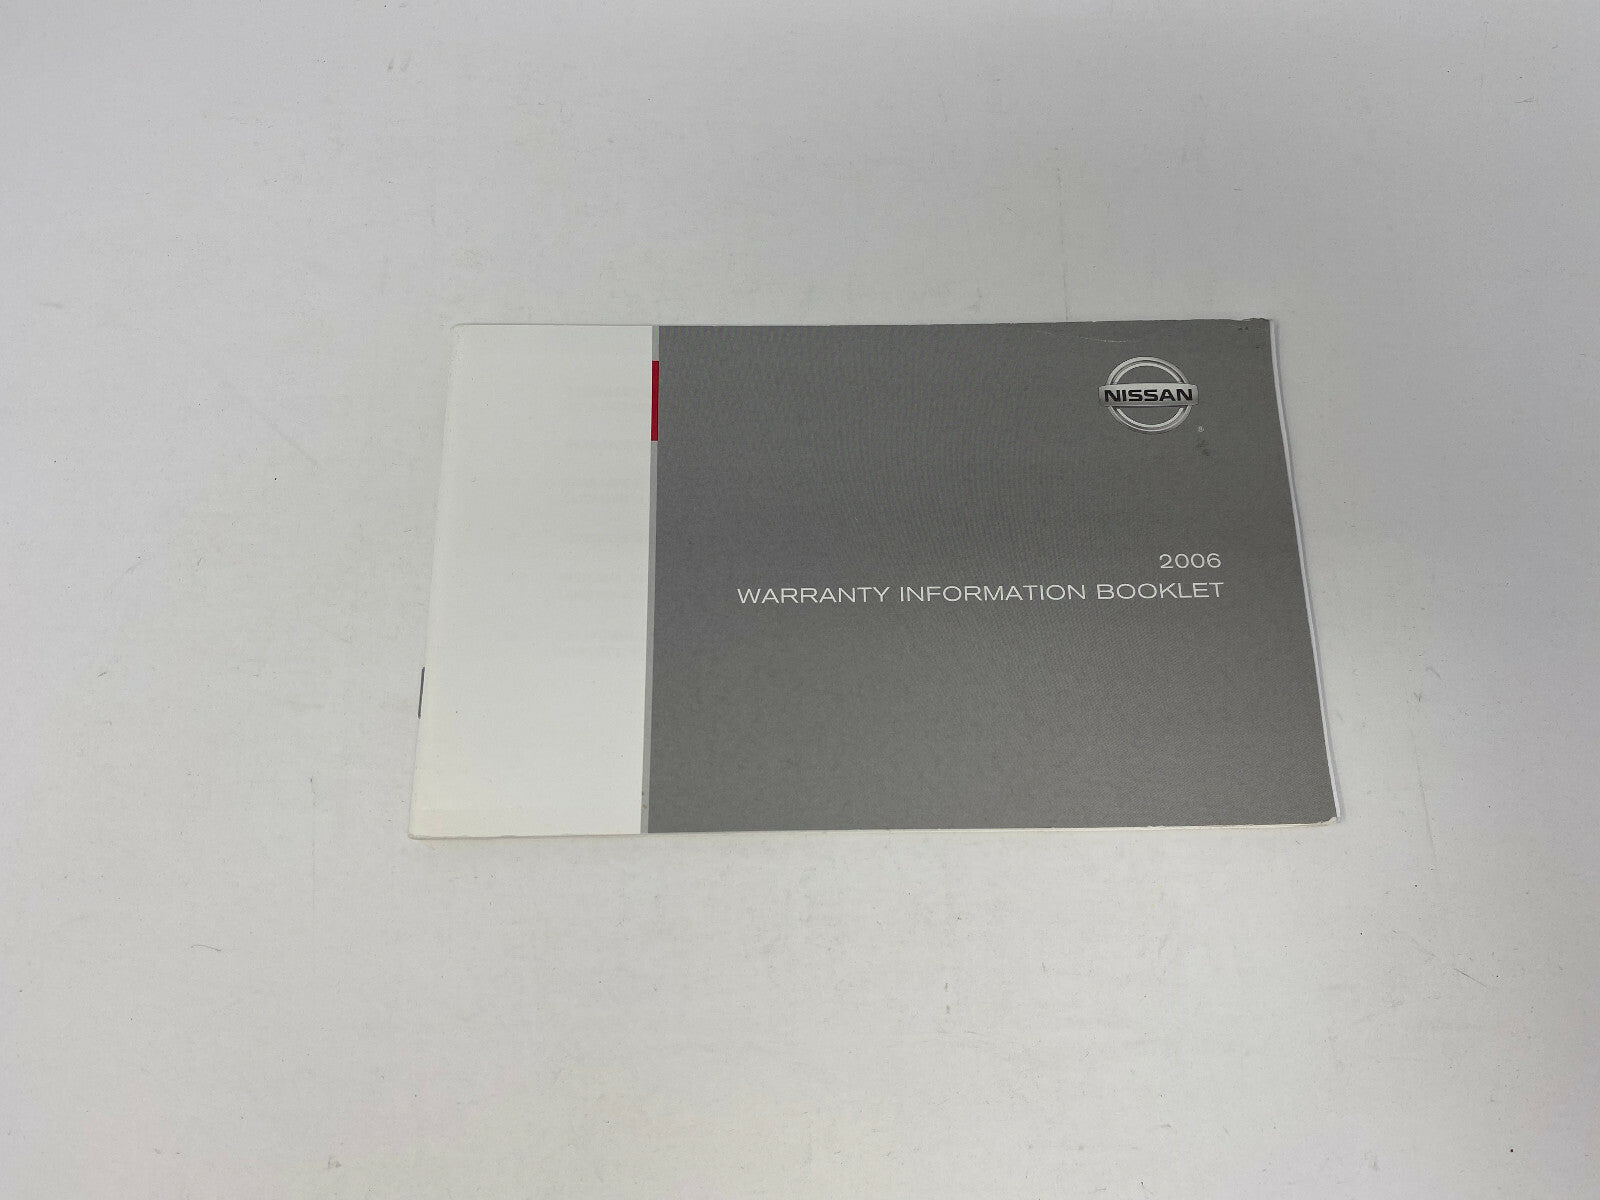 NISSAN
®
2006
WARRANTY INFORMATION BOOKLET